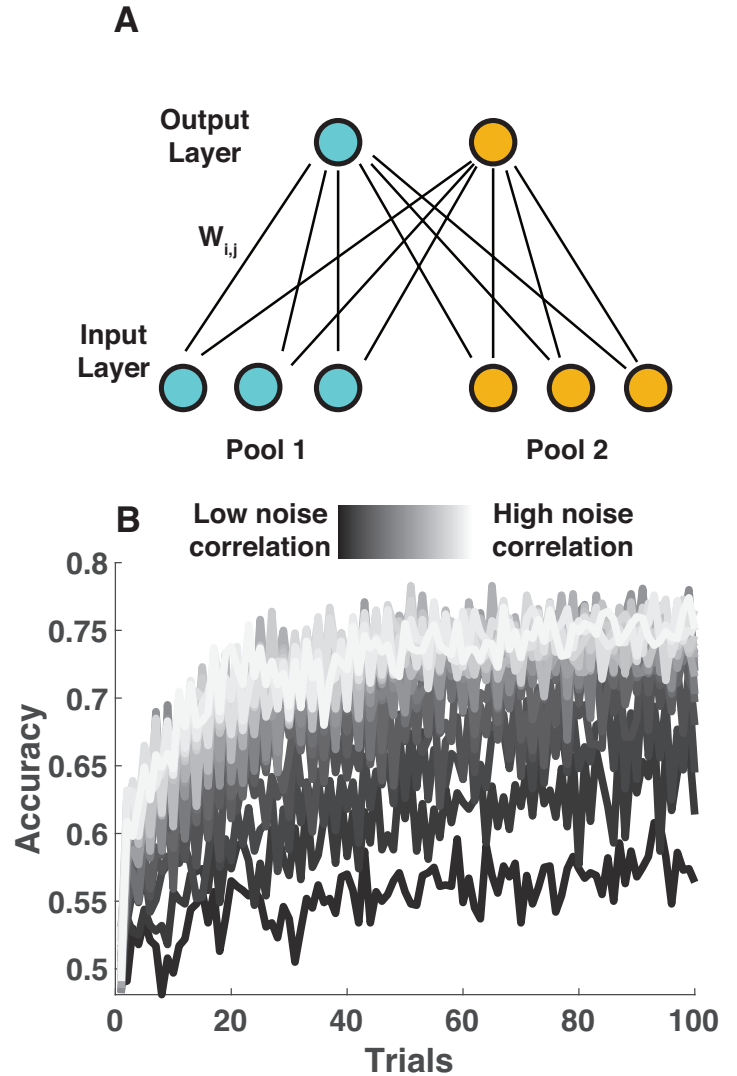 A
Output
Layer
W i,j
Input
Layer
Pool 1
Pool 2
B
Low noise
correlation
High noise
correlation
0.8
0.75
0.7
0.65
0.6
0.55
0.5
Accuracy
0
20
40
60
80
100
Trials